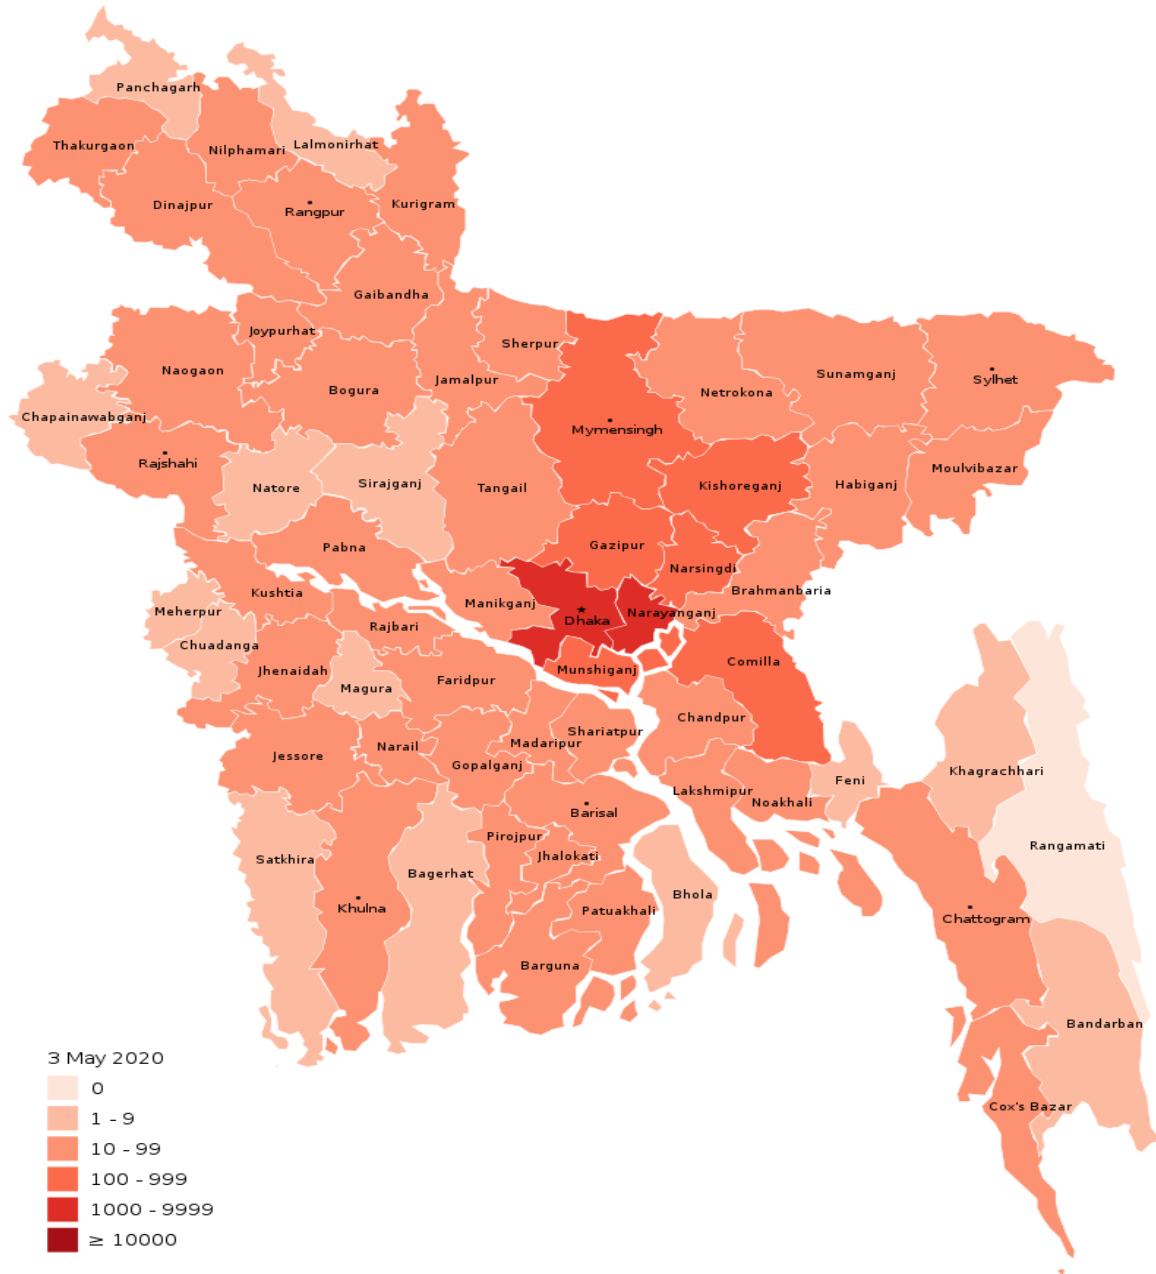 Panchagarh
Thakurgaon
Nilphamari
Lalmonirhat
Dinajpur
Rangpur
Kurigram
Gaibandha
Joypurhat
Sherpur
Naogaon
Bogura
Jamalpur
Netrokona
Sunamganj
Sylhet
Chapainawabganj
Mymensingh
Rajshahi
Natore
Sirajganj
Tangail
Kishoreganj
Habiganj
Moulvibazar
Pabna
Gazipur
Narsingdi
Kushtia
Manikganj
Brahmanbaria
Meherpur
Rajbari
Dhaka
Narayanganj
Chuadanga
Jhenaidah
Magura
Faridpur
Munshiganj
Comilla
Jessore
Narail
Gopalganj
Madaripur
Shariatpur
Chandpur
Lakshmipur
Noakhali
Feni
Khagrachhari
Barisal
Pirojpur
Jhalokati
Satkhira
Bagerhat
Khulna
Patuakhali
Bhola
Rangamati
Chattogram
Barguna
Bandarban
Cox's Bazar
3 May 2020
0
1 - 9
10 - 99
100 - 999
1000 - 9999
≥ 10000